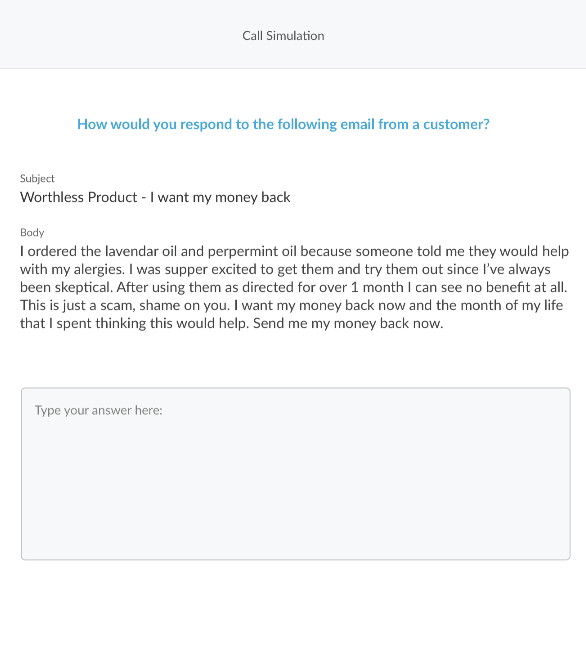 Call Simulation
How would you respond to the following email from a customer?
Subject
Worthless Product - I want my money back
Body
I ordered the lavendar oil and perpermint oil because someone told me they would help
with my alergies. I was supper excited to get them and try them out since I've always
been skeptical. After using them as directed for over 1 month I can see no benefit at all.
This is just a scam, shame on you. I want my money back now and the month of my life
that I spent thinking this would help. Send me my money back now.
Type your answer here: